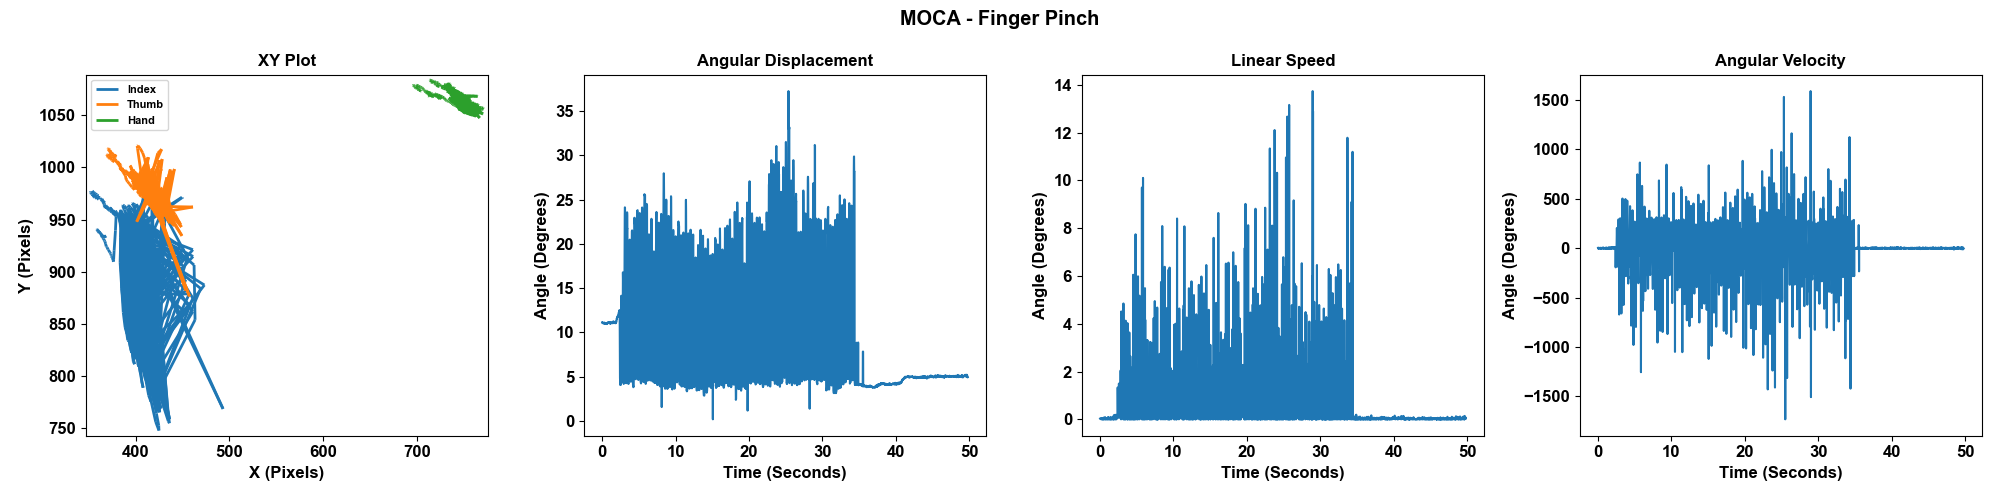 MOCA - Finger Pinch
XY Plot
Index
Thumb
Hand
1050
1000
950
900
850
800
750
Y (Pixels)
400 500 600 700
X (Pixels)
Angular Displacement
35
30
25
20
15
10
5
0
Angle (Degrees)
0 10 20 30 40 50
Time (Seconds)
Linear Speed
14
12
10
8
6
4
2
0
Angle (Degrees)
0 10 20 30 40 50
Time (Seconds)
Angular Velocity
1500
1000
500
0
−500
−1000
−1500
Angle (Degrees)
0 10 20 30 40 50
Time (Seconds)